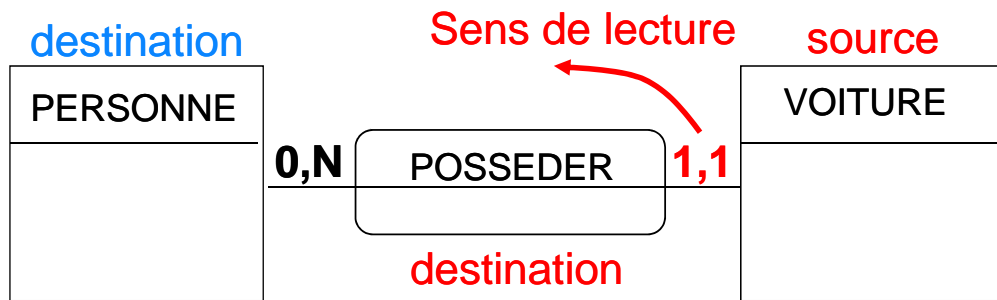 destination
Sens de lecture
source
PERSONNE
VOITURE
0,N
POSSEDER
1,1
destination